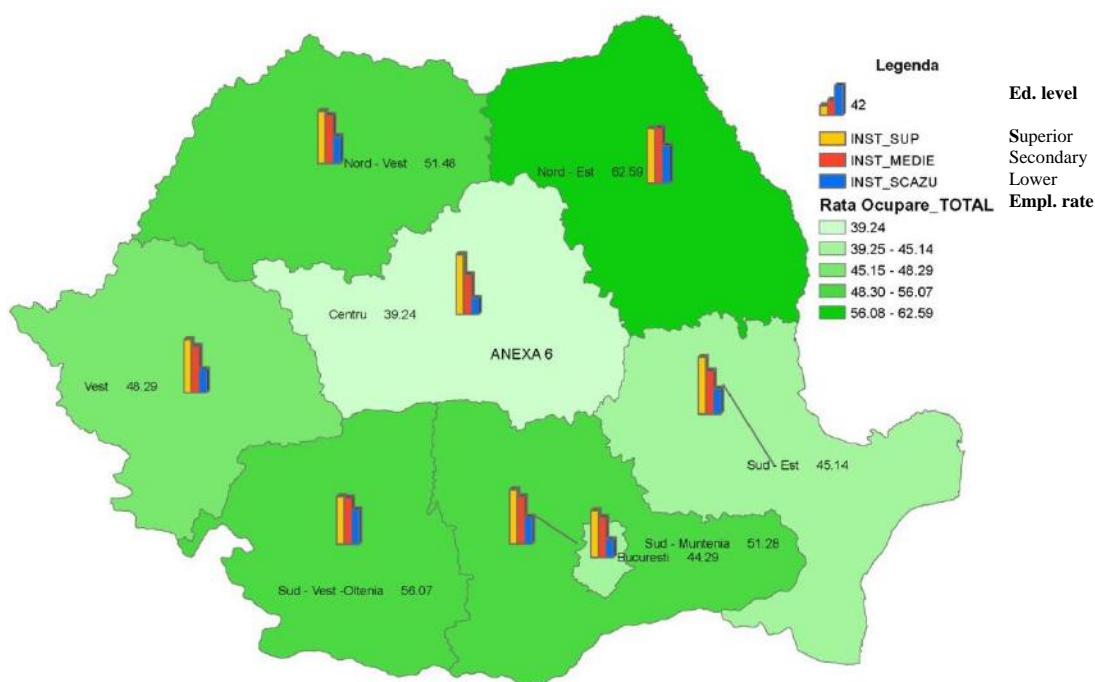 Legenda
42
Ed. level
INST_SUP Superior
INST_MEDIE Secondary
INST_SCAZU Lower
Rata Ocupare_TOTAL Empl. rate
39.24
39.25 - 45.14
45.15 - 48.29
48.30 - 56.07
56.08 - 62.59
Nord - Vest 51.48
Nord - Est 62.59
Centru 39.24
ANEXA 6
Vest 48.29
Sud - Est 45.14
Sud - Muntenia 51.28
Bucuresti 44.29
Sud - Vest -Oltenia 56.07